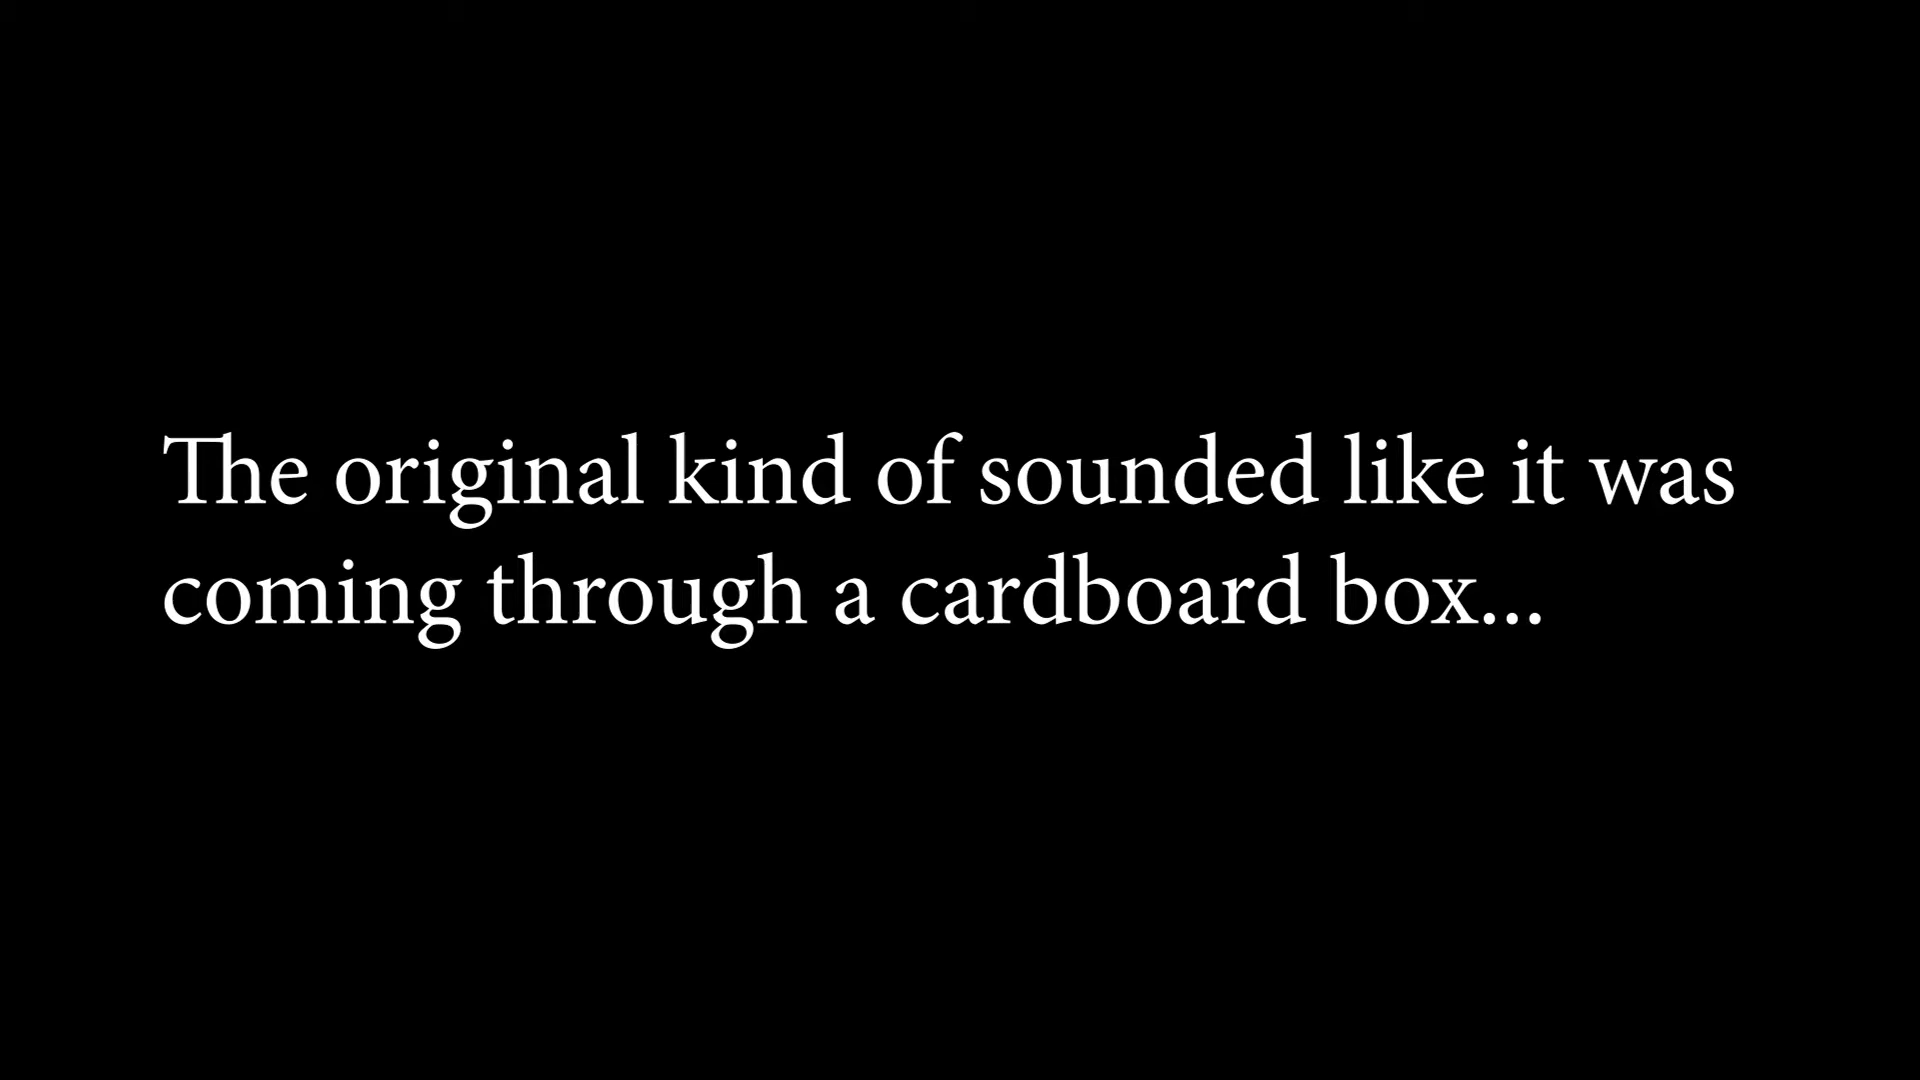 The original kind of sounded like it was
coming through a cardboard box...